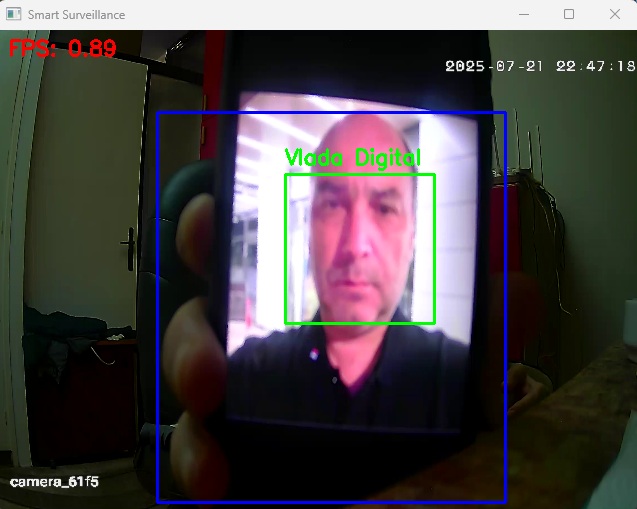 Smart Surveillance
FPS: 0.89
2025-07-21 22:47:18
Vlada Digital
camera_61f5